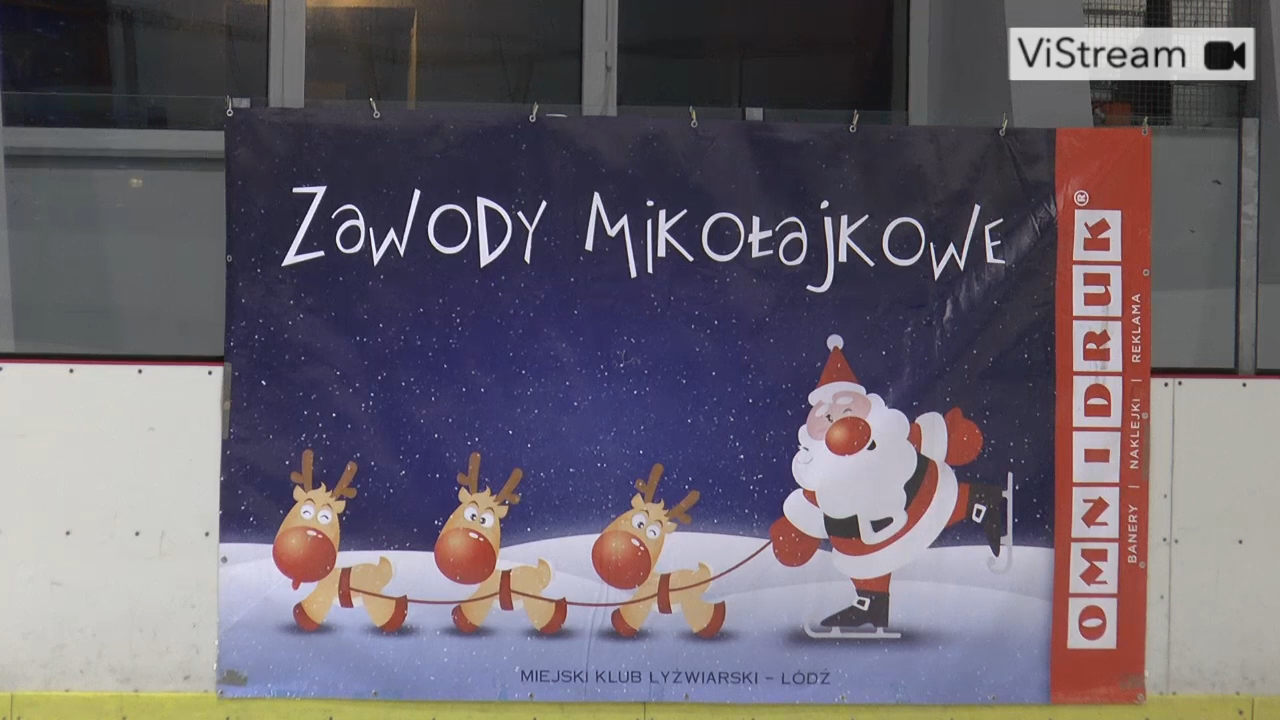 ViStream
Zawody Mikołajkowe
OMNIDRUK®
BANERY | NAKLEJKI | REKLAMA
MIEJSKI KLUB ŁYŻWIARSKI – ŁÓDŹ